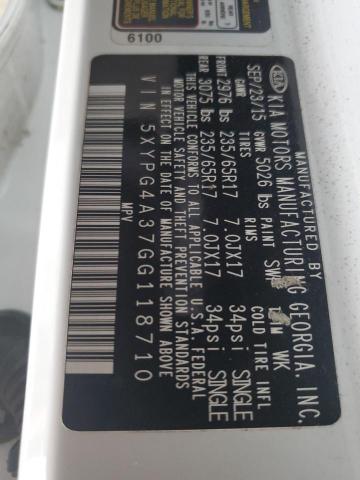 6100
KIA
MANUFACTURED BY
KIA MOTORS MANUFACTURING GEORGIA, INC.
SEP/23/15 GVWR 5026 lbs PAINT WK
GAWR TIRES RIMS COLD TIRE INFL
FRONT 2976 lbs 235/65R17 7.0JX17 34psi SINGLE
REAR 3075 lbs 235/65R17 7.0JX17 34psi SINGLE
THIS VEHICLE CONFORMS TO ALL APPLICABLE U.S.A. FEDERAL
MOTOR VEHICLE SAFETY AND THEFT PREVENTION STANDARDS
IN EFFECT ON THE DATE OF MANUFACTURE SHOWN ABOVE
MPV
VIN 5XYPG4A37GG118710